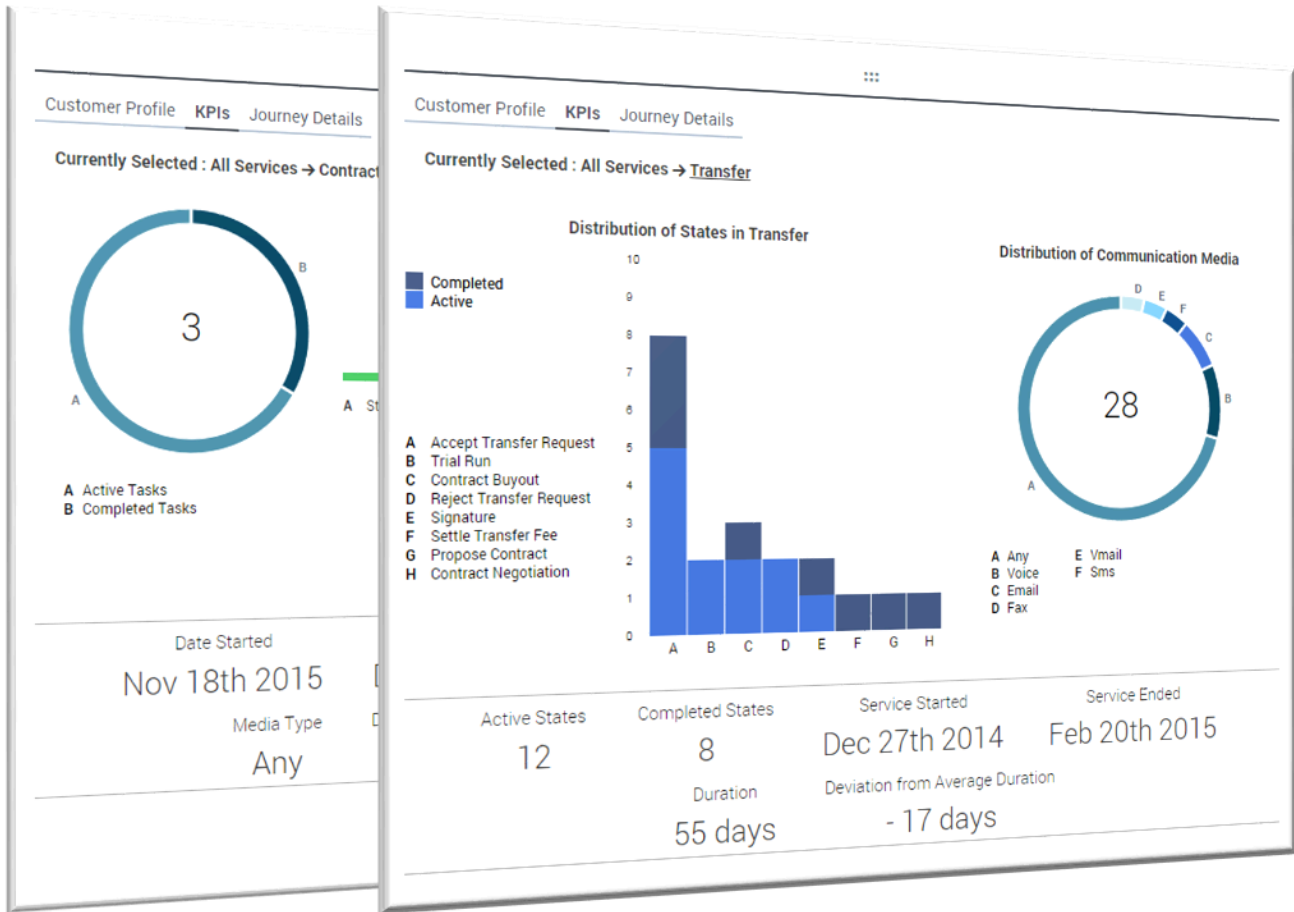 Customer Profile KPIs Journey Details
Currently Selected : All Services → Contract
3
B
A
A Active Tasks
B Completed Tasks
A St
Date Started
Nov 18th 2015
Media Type
Any
Customer Profile KPIs Journey Details
Currently Selected : All Services → Transfer
Distribution of States in Transfer
Completed
Active
10
9
8
7
6
5
4
3
2
1
0
A Accept Transfer Request
B Trial Run
C Contract Buyout
D Reject Transfer Request
E Signature
F Settle Transfer Fee
G Propose Contract
H Contract Negotiation
A B C D E F G H
Distribution of Communication Media
D
E
F
C
B
A
28
A Any E Vmail
B Voice F Sms
C Email
D Fax
Active States Completed States Service Started Service Ended
12 8 Dec 27th 2014 Feb 20th 2015
Duration Deviation from Average Duration
55 days - 17 days